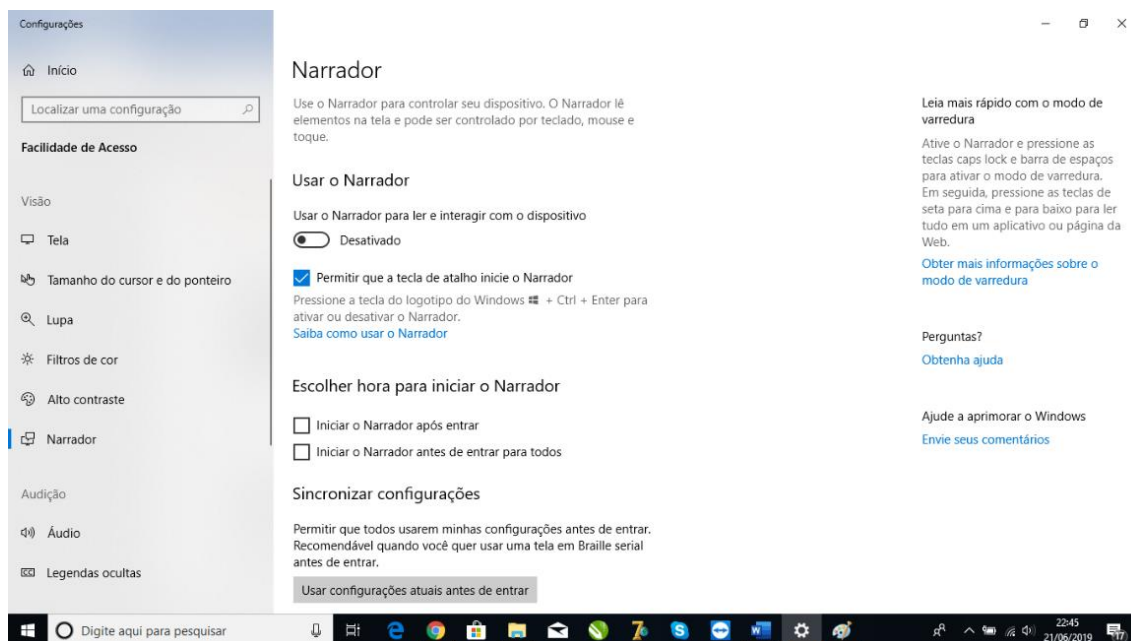 Configurações
Início
Localizar uma configuração
Facilidade de Acesso
Visão
Tela
Tamanho do cursor e do ponteiro
Lupa
Filtros de cor
Alto contraste
Narrador
Audição
Áudio
Legendas ocultas
Narrador
Use o Narrador para controlar seu dispositivo. O Narrador lê
elementos na tela e pode ser controlado por teclado, mouse e
toque.
Usar o Narrador
Usar o Narrador para ler e interagir com o dispositivo
Desativado
Permitir que a tecla de atalho inicie o Narrador
Pressione a tecla do logotipo do Windows + Ctrl + Enter para
ativar ou desativar o Narrador.
Saiba como usar o Narrador
Escolher hora para iniciar o Narrador
Iniciar o Narrador após entrar
Iniciar o Narrador antes de entrar para todos
Sincronizar configurações
Permitir que todos usarem minhas configurações antes de entrar.
Recomendável quando você quer usar uma tela em Braille serial
antes de entrar.
Usar configurações atuais antes de entrar
Leia mais rápido com o modo de
varredura
Ative o Narrador e pressione as
teclas caps lock e barra de espaços
para ativar o modo de varredura.
Em seguida, pressione as teclas de
seta para cima e para baixo para ler
tudo em um aplicativo ou página da
Web.
Obter mais informações sobre o
modo de varredura
Perguntas?
Obtenha ajuda
Ajude a aprimorar o Windows
Envie seus comentários
Digite aqui para pesquisar
22:45
21/06/2019